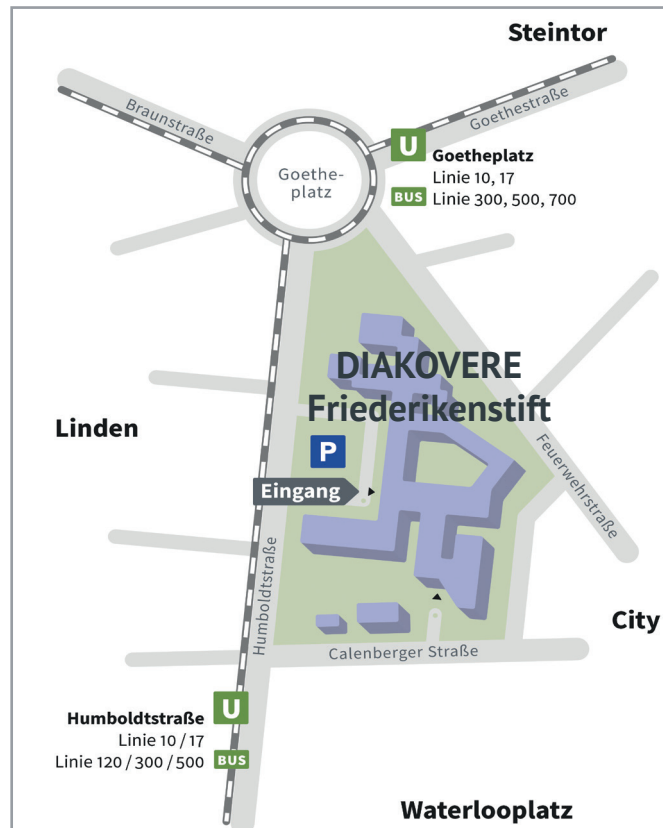 Steintor
Braunstraße
Goethestraße
Goethe-
platz
U
Goetheplatz
Linie 10, 17
BUS
Linie 300, 500, 700
DIAKOVERE
Friederikenstift
Linden
P
Eingang
Feuerwehrstraße
Humboldtstraße
City
Calenberger Straße
Humboldtstraße
U
Linie 10 / 17
Linie 120 / 300 / 500
BUS
Waterlooplatz